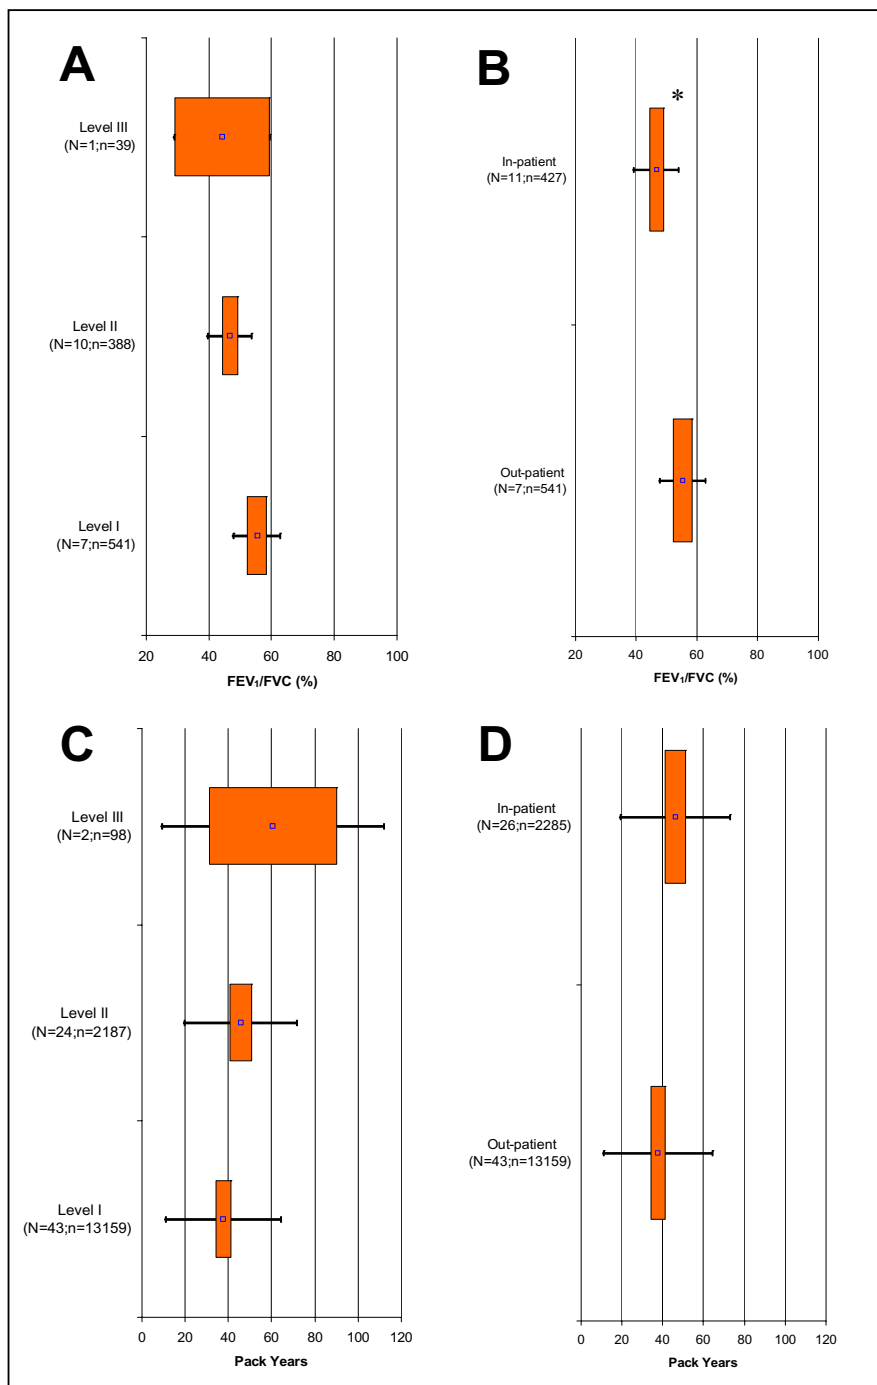 A
Level III
(N=1;n=39)
Level II
(N=10;n=388)
Level I
(N=7;n=541)
20 40 60 80 100
FEV₁/FVC (%)
B
*
In-patient
(N=11;n=427)
Out-patient
(N=7;n=541)
20 40 60 80 100
FEV₁/FVC (%)
C
Level III
(N=2;n=98)
Level II
(N=24;n=2187)
Level I
(N=43;n=13159)
0 20 40 60 80 100 120
Pack Years
D
In-patient
(N=26;n=2285)
Out-patient
(N=43;n=13159)
0 20 40 60 80 100 120
Pack Years